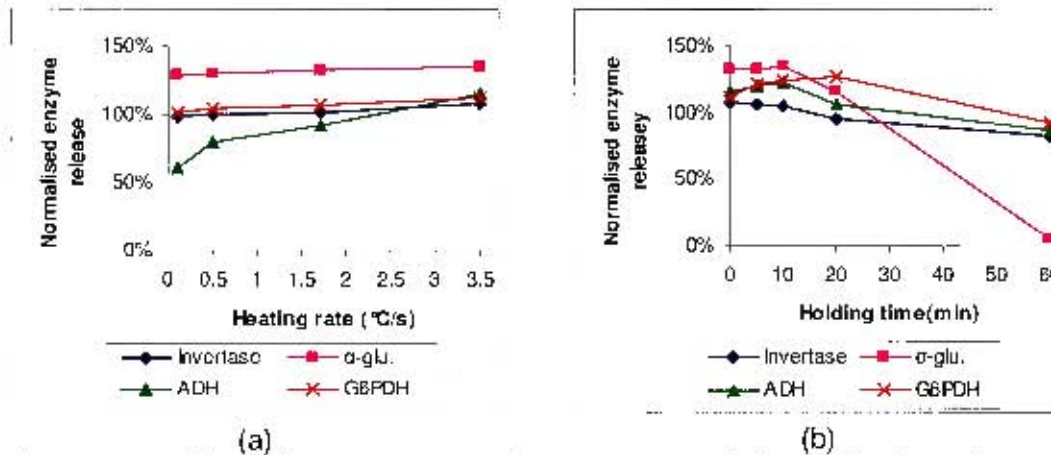 150%
100%
50%
0%
Normalised enzyme
release
0 0.5 1 1.5 2 2.5 3 3.5
Heating rate (°C/s)
Invertase α-glu.
ADH G6PDH
(a)
150%
100%
50%
0%
Normalised enzyme
releasey
0 10 20 30 40 50 60
Holding time(min)
Invertase α-glu.
ADH G6PDH
(b)